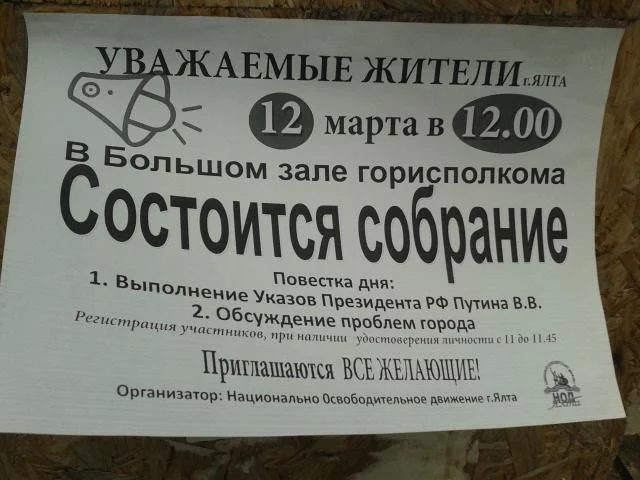 УВАЖАЕМЫЕ ЖИТЕЛИ г.ЯЛТА
12 марта в 12.00
В Большом зале горисполкома
Состоится собрание
Повестка дня:
1. Выполнение Указов Президента РФ Путина В.В.
2. Обсуждение проблем города
Регистрация участников, при наличии удостоверения личности с 11 до 11.45
Приглашаются ВСЕ ЖЕЛАЮЩИЕ!
Организатор: Национально Освободительное движение г.Ялта
НОД